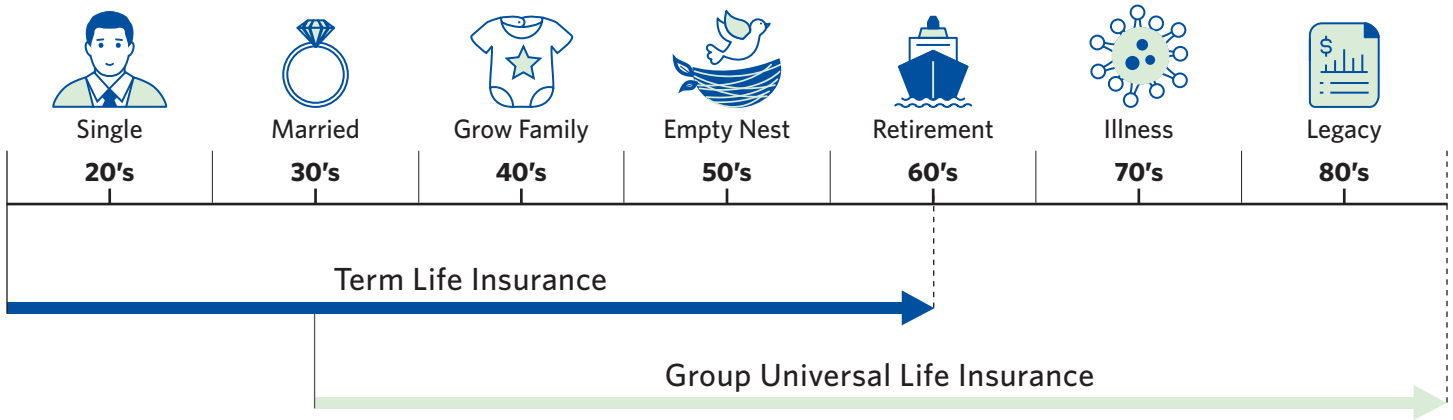 Single Married Grow Family Empty Nest Retirement Illness Legacy
20's 30's 40's 50's 60's 70's 80's
Term Life Insurance
Group Universal Life Insurance
$